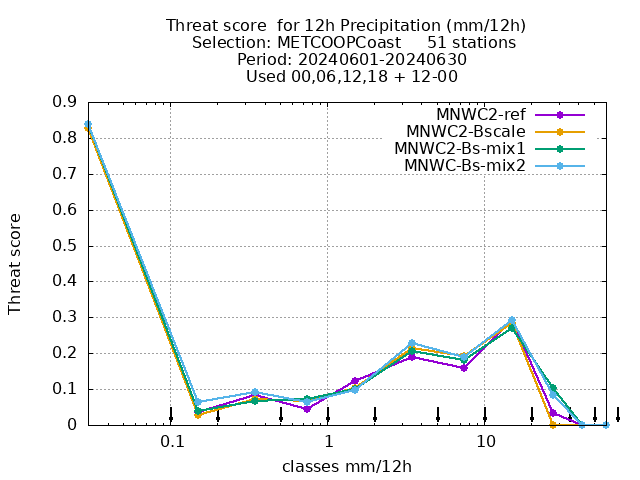 Threat score  for 12h Precipitation (mm/12h)
Selection: METCOOPCoast     51 stations
Period: 20240601-20240630
Used 00,06,12,18 + 12-00
MNWC2-ref
MNWC2-Bscale
MNWC2-Bs-mix1
MNWC-Bs-mix2
Threat score
0.9
0.8
0.7
0.6
0.5
0.4
0.3
0.2
0.1
0
0.1 1 10
classes mm/12h